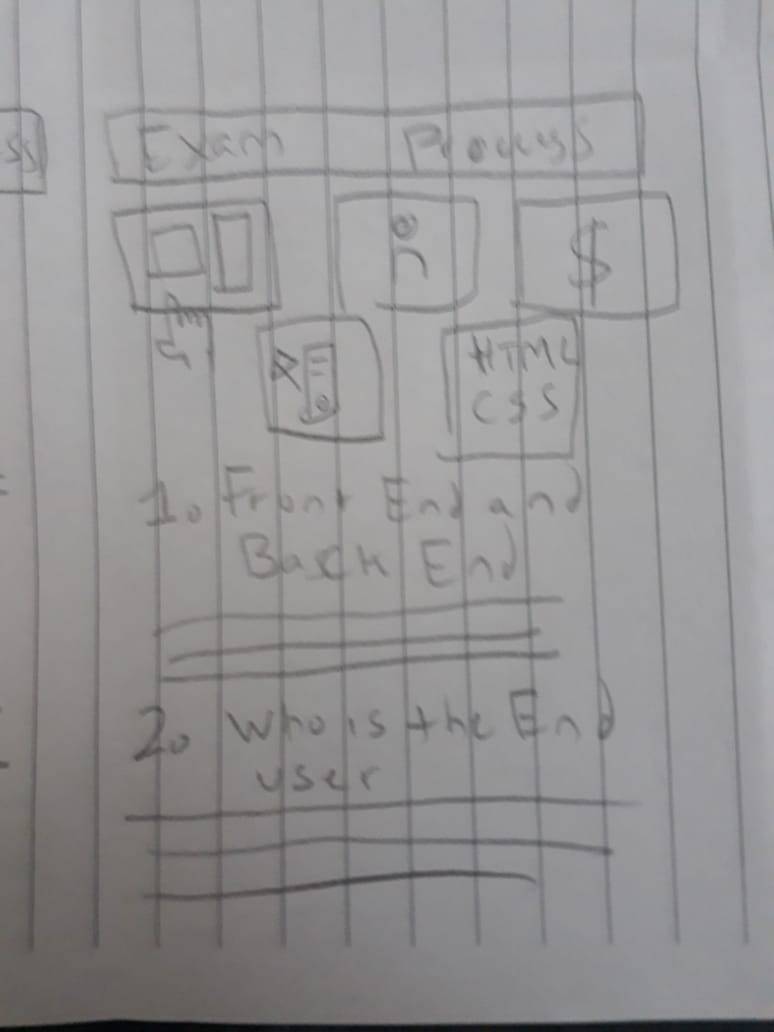 ss
Exam Process
$
HTML
CSS
1. Front End and
Back End
2. Who is the End
user